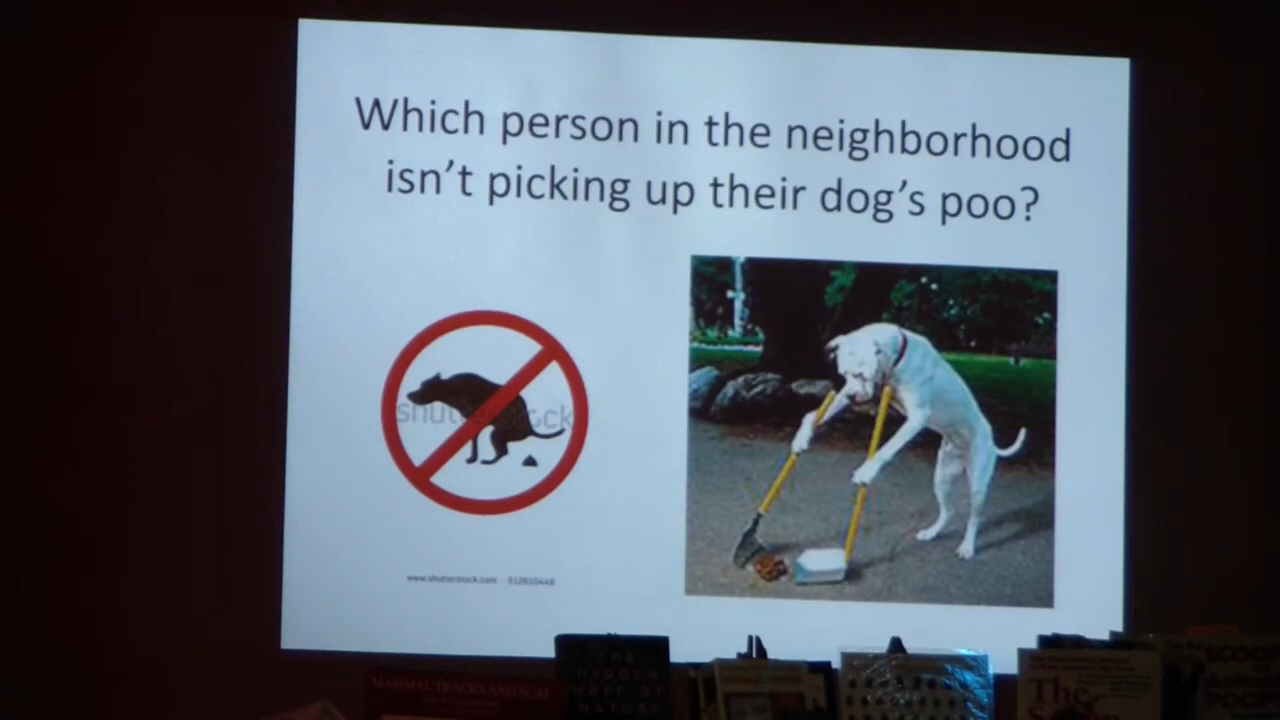 Which person in the neighborhood
isn't picking up their dog's poo?
shutterstock
www.shutterstock.com · 512610448
MAMMAL TRACKS AND SCAT
THE
HIDDEN
HALF OF
NATURE
The